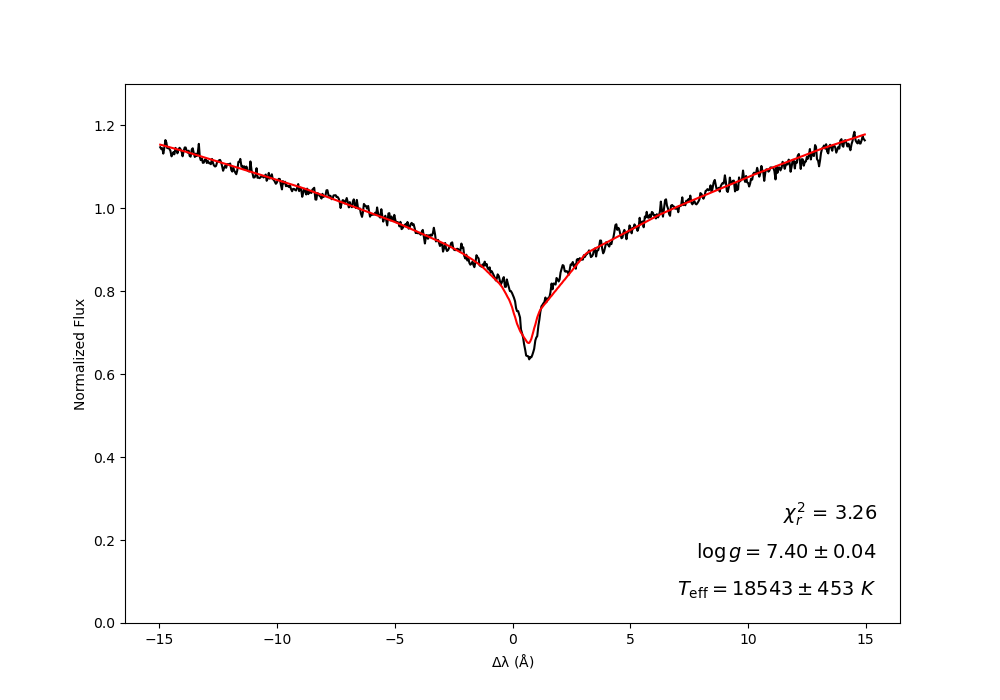 1.2
1.0
0.8
0.6
0.4
0.2
0.0
Normalized Flux
χ²ᵣ = 3.26
log g = 7.40 ± 0.04
T_eff = 18543 ± 453 K
−15 −10 −5 0 5 10 15
Δλ (Å)